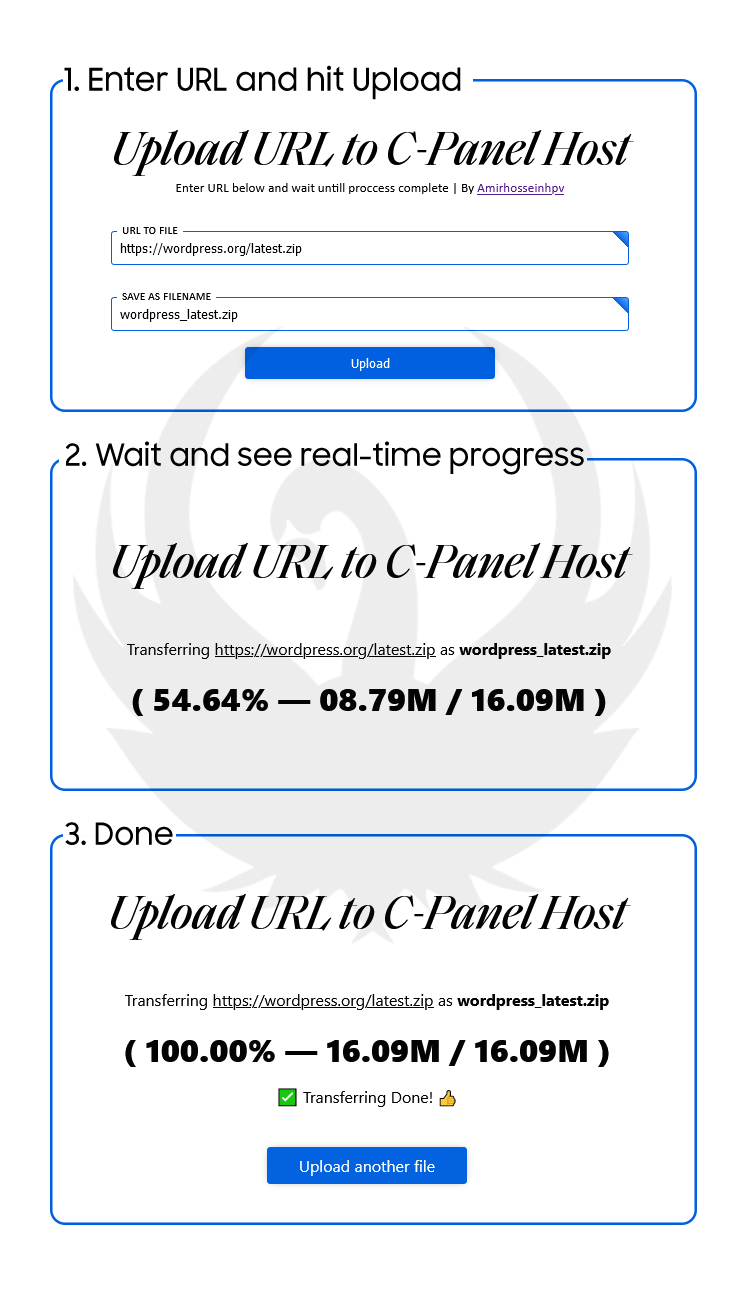 1. Enter URL and hit Upload
Upload URL to C-Panel Host
Enter URL below and wait untill proccess complete | By Amirhosseinhpv
URL TO FILE
https://wordpress.org/latest.zip
SAVE AS FILENAME
wordpress_latest.zip
Upload
2. Wait and see real-time progress
Upload URL to C-Panel Host
Transferring https://wordpress.org/latest.zip as wordpress_latest.zip
( 54.64% — 08.79M / 16.09M )
3. Done
Upload URL to C-Panel Host
Transferring https://wordpress.org/latest.zip as wordpress_latest.zip
( 100.00% — 16.09M / 16.09M )
✅ Transferring Done! 👍
Upload another file